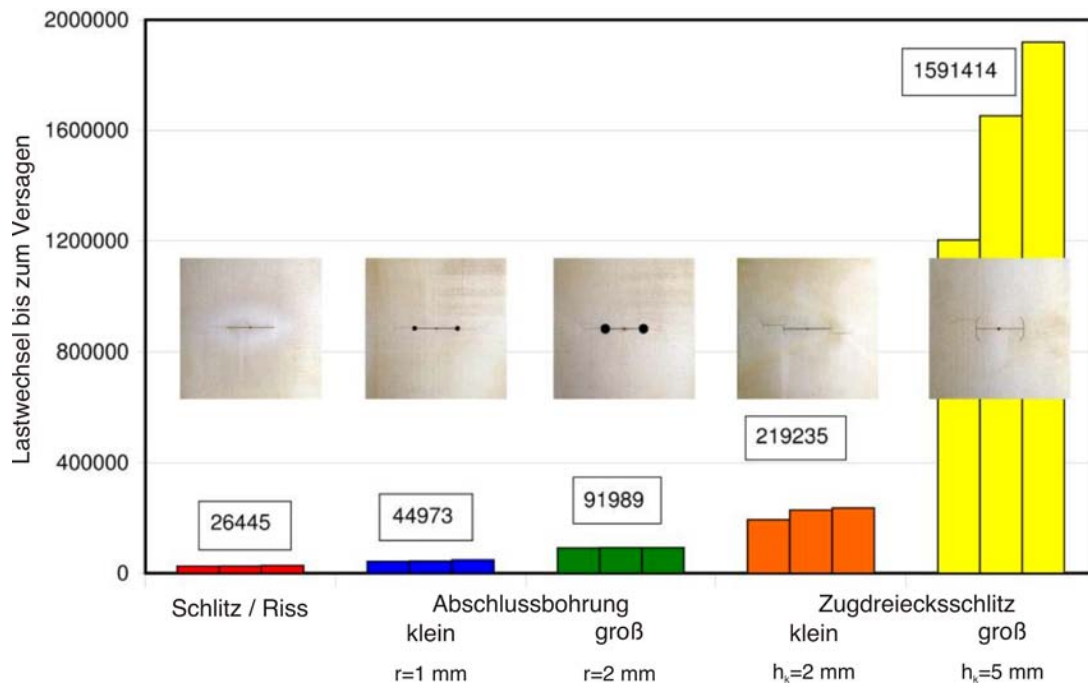 Lastwechsel bis zum Versagen
2000000
1600000
1200000
800000
400000
0
26445
44973
91989
219235
1591414
Schlitz / Riss
Abschlussbohrung
klein
groß
r=1 mm
r=2 mm
Zugdreiecksschlitz
klein
groß
hₖ=2 mm
hₖ=5 mm